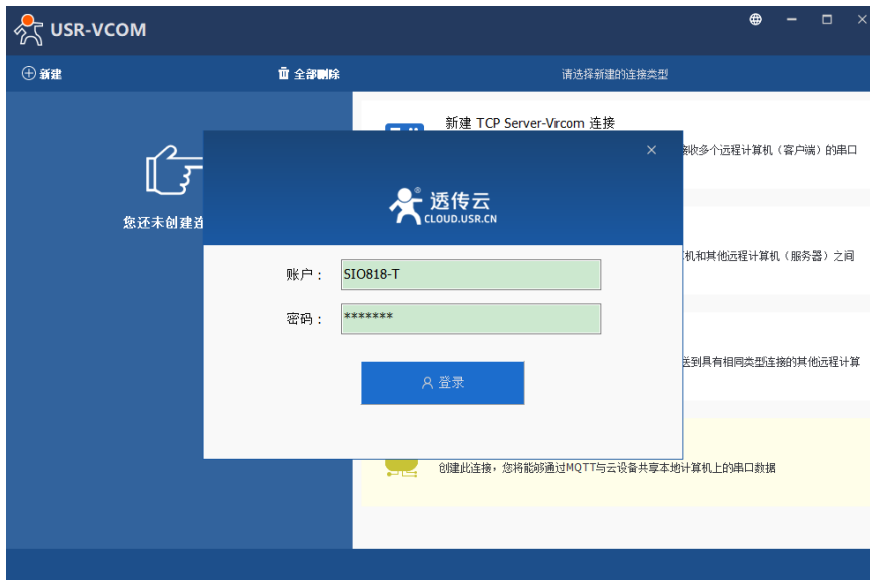 USR-VCOM
新建
全部删除
请选择新建的连接类型
新建 TCP Server-Vircom 连接
收多个远程计算机（客户端）的串口
您还未创建连
机和其他远程计算机（服务器）之间
透传云
®
CLOUD.USR.CN
账户：
SIO818-T
密码：
*******
登录
送到具有相同类型连接的其他远程计算
创建此连接，您将能够通过MQTT与云设备共享本地计算机上的串口数据